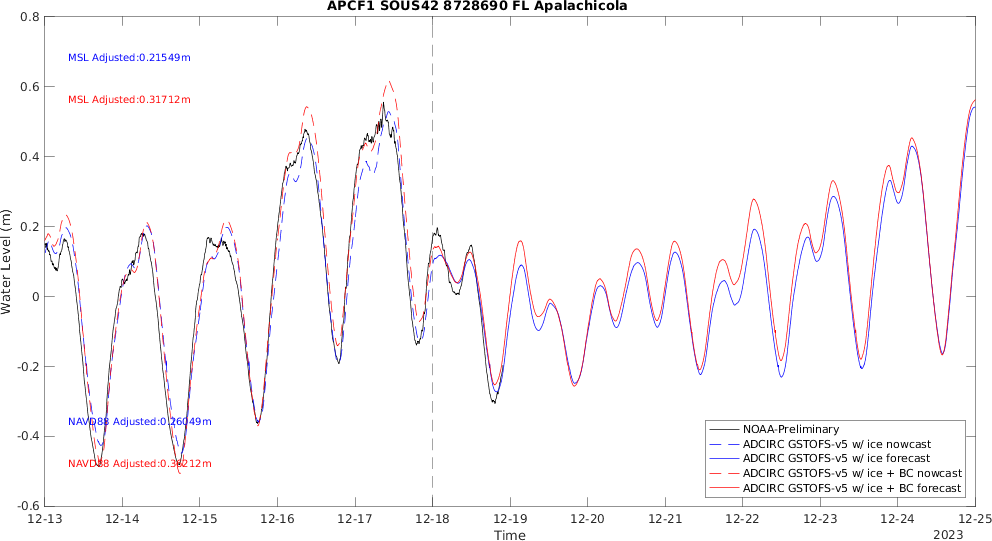 APCF1 SOUS42 8728690 FL Apalachicola
0.8
0.6
0.4
0.2
0
-0.2
-0.4
-0.6
Water Level (m)
MSL Adjusted:0.21549m
MSL Adjusted:0.31712m
NAVD88 Adjusted:0.26049m
NAVD88 Adjusted:0.36212m
NOAA-Preliminary
ADCIRC GSTOFS-v5 w/ ice nowcast
ADCIRC GSTOFS-v5 w/ ice forecast
ADCIRC GSTOFS-v5 w/ ice + BC nowcast
ADCIRC GSTOFS-v5 w/ ice + BC forecast
12-13 12-14 12-15 12-16 12-17 12-18 12-19 12-20 12-21 12-22 12-23 12-24 12-25
Time
2023